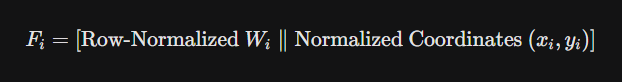 F_i = [Row-Normalized W_i ∥ Normalized Coordinates (x_i, y_i)]